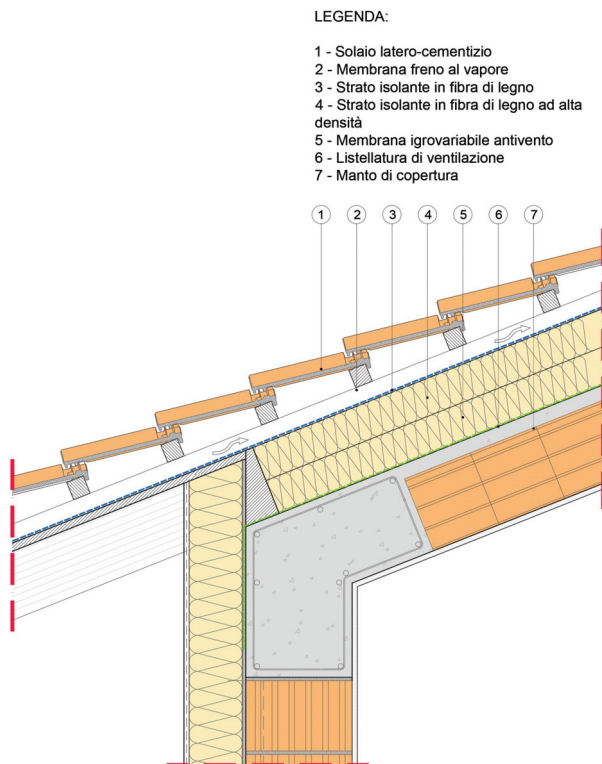 LEGENDA:
1 - Solaio latero-cementizio
2 - Membrana freno al vapore
3 - Strato isolante in fibra di legno
4 - Strato isolante in fibra di legno ad alta
densità
5 - Membrana igrovariabile antivento
6 - Listellatura di ventilazione
7 - Manto di copertura
1 2 3 4 5 6 7